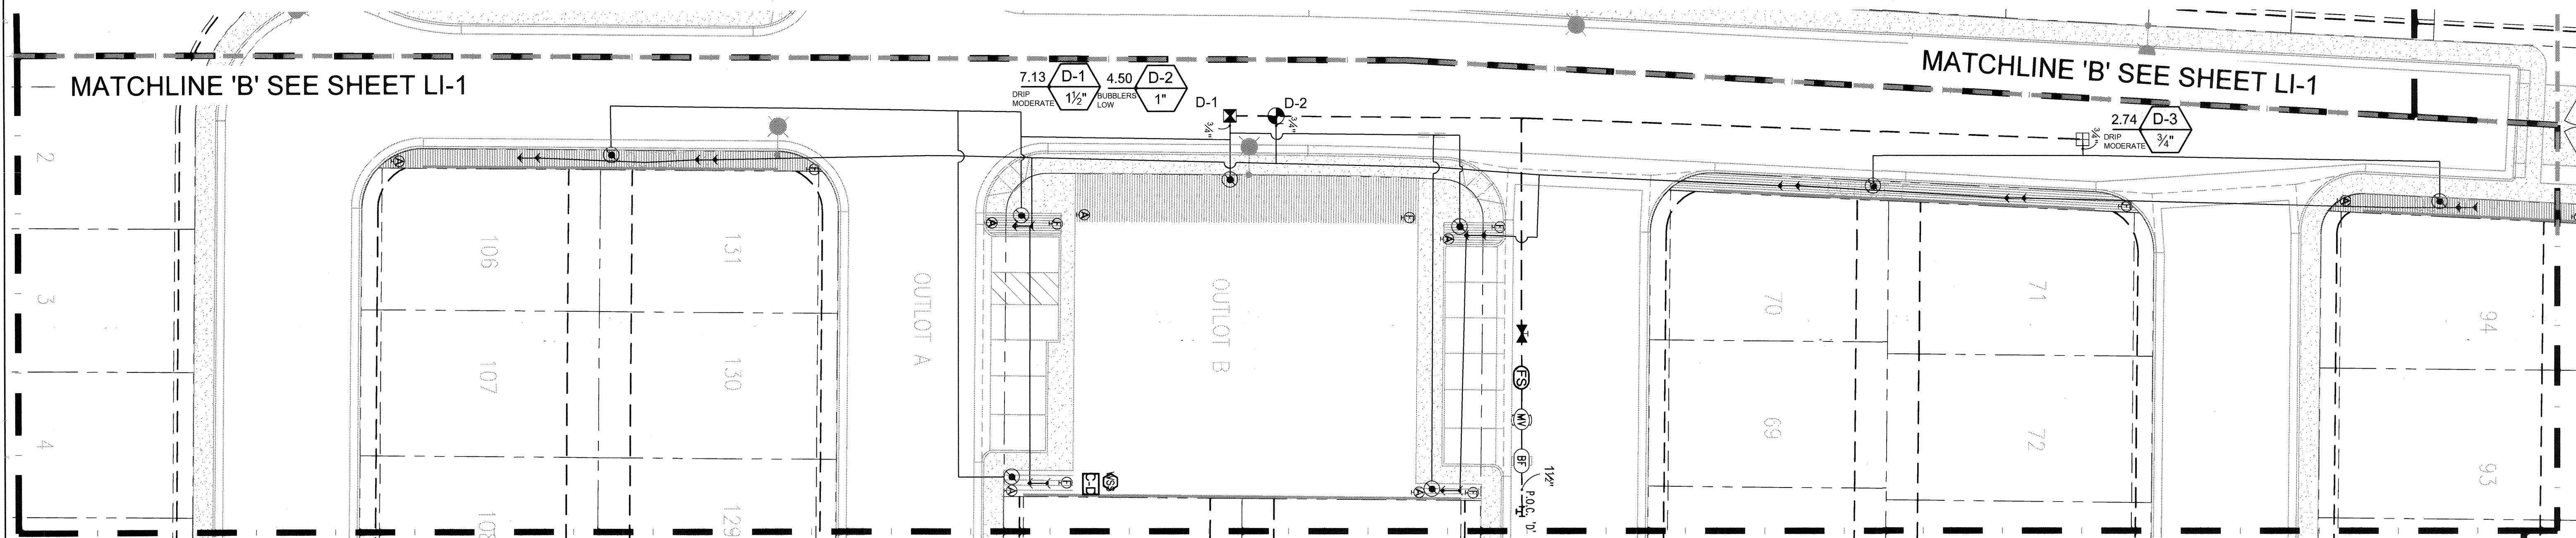 MATCHLINE 'B' SEE SHEET LI-1
MATCHLINE 'B' SEE SHEET LI-1
7.13
DRIP
MODERATE
D-1
1½"
4.50
BUBBLERS
LOW
D-2
1"
D-1
D-2
¾"
¾"
2.74
DRIP
MODERATE
D-3
¾"
¾"
A
F
A
F
A
F
A
F
A
F
A
F
A
F
A
2
3
4
106
131
107
130
108
129
OUTLOT A
OUTLOT B
70
71
69
72
94
93
FS
MV
BF
1½"
P.O.C. 'D'
C-D